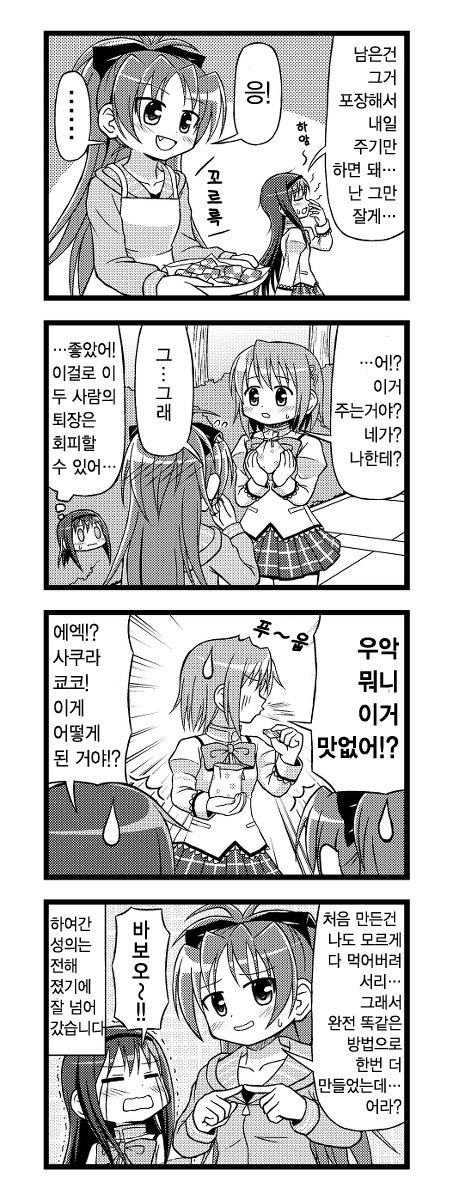 남은건
그거
포장해서
내일
주기만
하면 돼…
난 그만
잘게…
하암
응!
꼬르륵
……
…어!?
이거
주는거야?
네가?
나한테?
그…그래
…좋았어!
이걸로 이
두 사람의
퇴장은
회피할
수 있어…
우악
뭐니
이거
맛없어!?
푸~웁
에엑!?
사쿠라
쿄코!
이게
어떻게
된 거야!?
처음 만든건
나도 모르게
다 먹어버려
서리…
그래서
완전 똑같은
방법으로
한번 더
만들었는데…
어라?
바보오~!!
하여간
성의는
전해
졌기에
잘 넘어
갔습니다